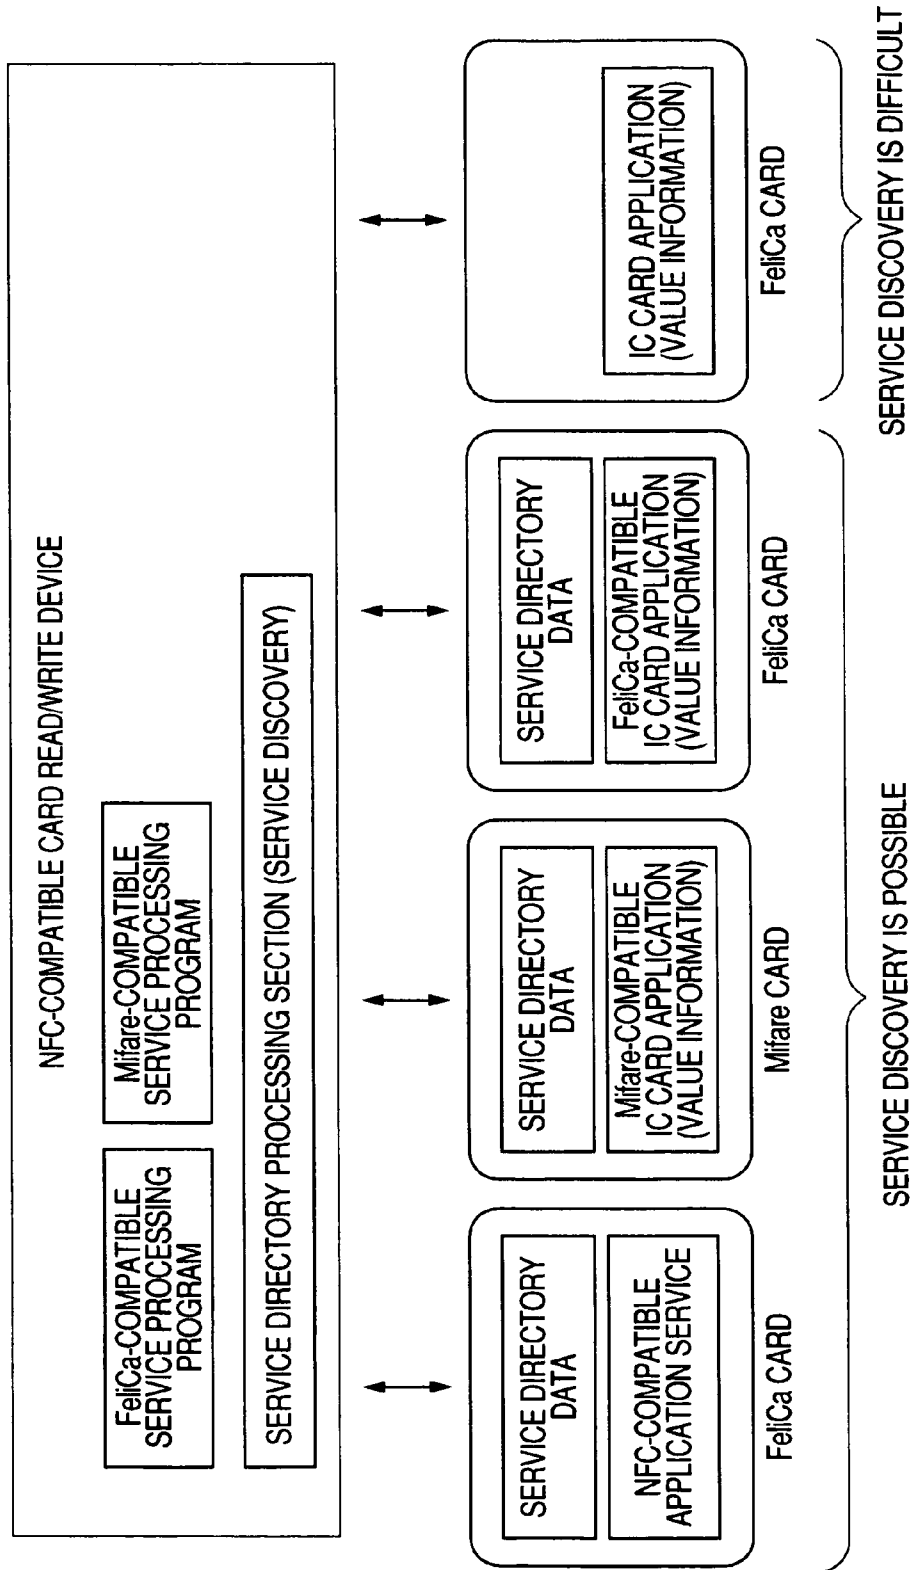 NFC-COMPATIBLE CARD READ/WRITE DEVICE
FeliCa-COMPATIBLE
SERVICE PROCESSING
PROGRAM
Mifare-COMPATIBLE
SERVICE PROCESSING
PROGRAM
SERVICE DIRECTORY PROCESSING SECTION (SERVICE DISCOVERY)
SERVICE DIRECTORY
DATA
NFC-COMPATIBLE
APPLICATION SERVICE
FeliCa CARD
SERVICE DIRECTORY
DATA
Mifare-COMPATIBLE
IC CARD APPLICATION
(VALUE INFORMATION)
Mifare CARD
SERVICE DIRECTORY
DATA
FeliCa-COMPATIBLE
IC CARD APPLICATION
(VALUE INFORMATION)
FeliCa CARD
IC CARD APPLICATION
(VALUE INFORMATION)
FeliCa CARD
SERVICE DISCOVERY IS POSSIBLE
SERVICE DISCOVERY IS DIFFICULT